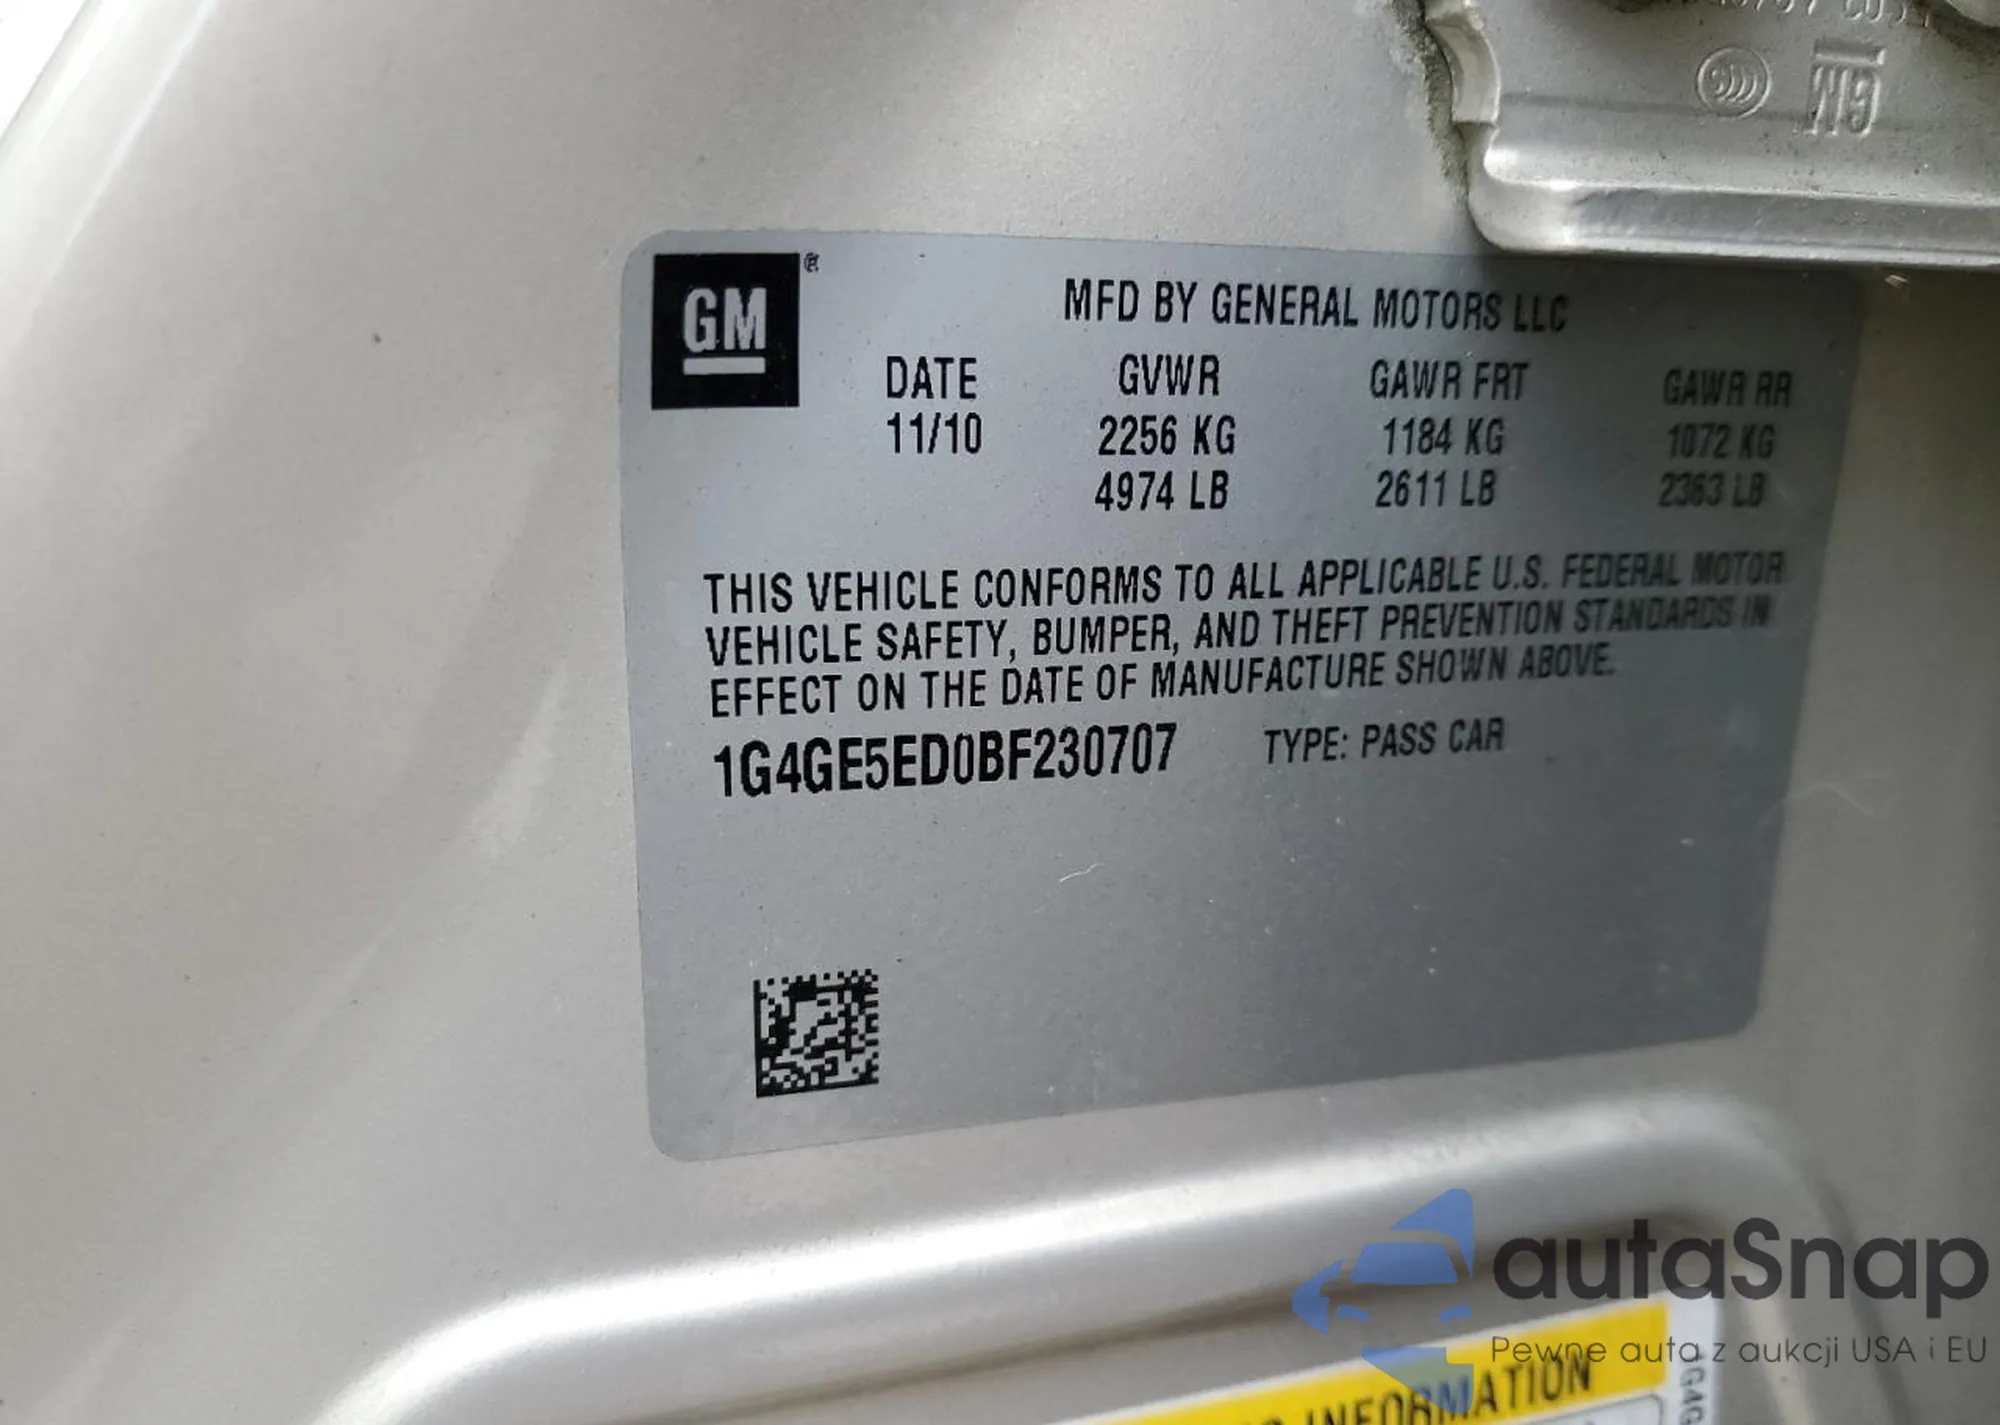 GM
GM ®
MFD BY GENERAL MOTORS LLC
DATE GVWR GAWR FRT GAWR RR
11/10 2256 KG 1184 KG 1072 KG
4974 LB 2611 LB 2363 LB
THIS VEHICLE CONFORMS TO ALL APPLICABLE U.S. FEDERAL MOTOR
VEHICLE SAFETY, BUMPER, AND THEFT PREVENTION STANDARDS IN
EFFECT ON THE DATE OF MANUFACTURE SHOWN ABOVE.
1G4GE5ED0BF230707 TYPE: PASS CAR
autaSnap
Pewne auta z aukcji USA i EU
INFORMATION
1G4G